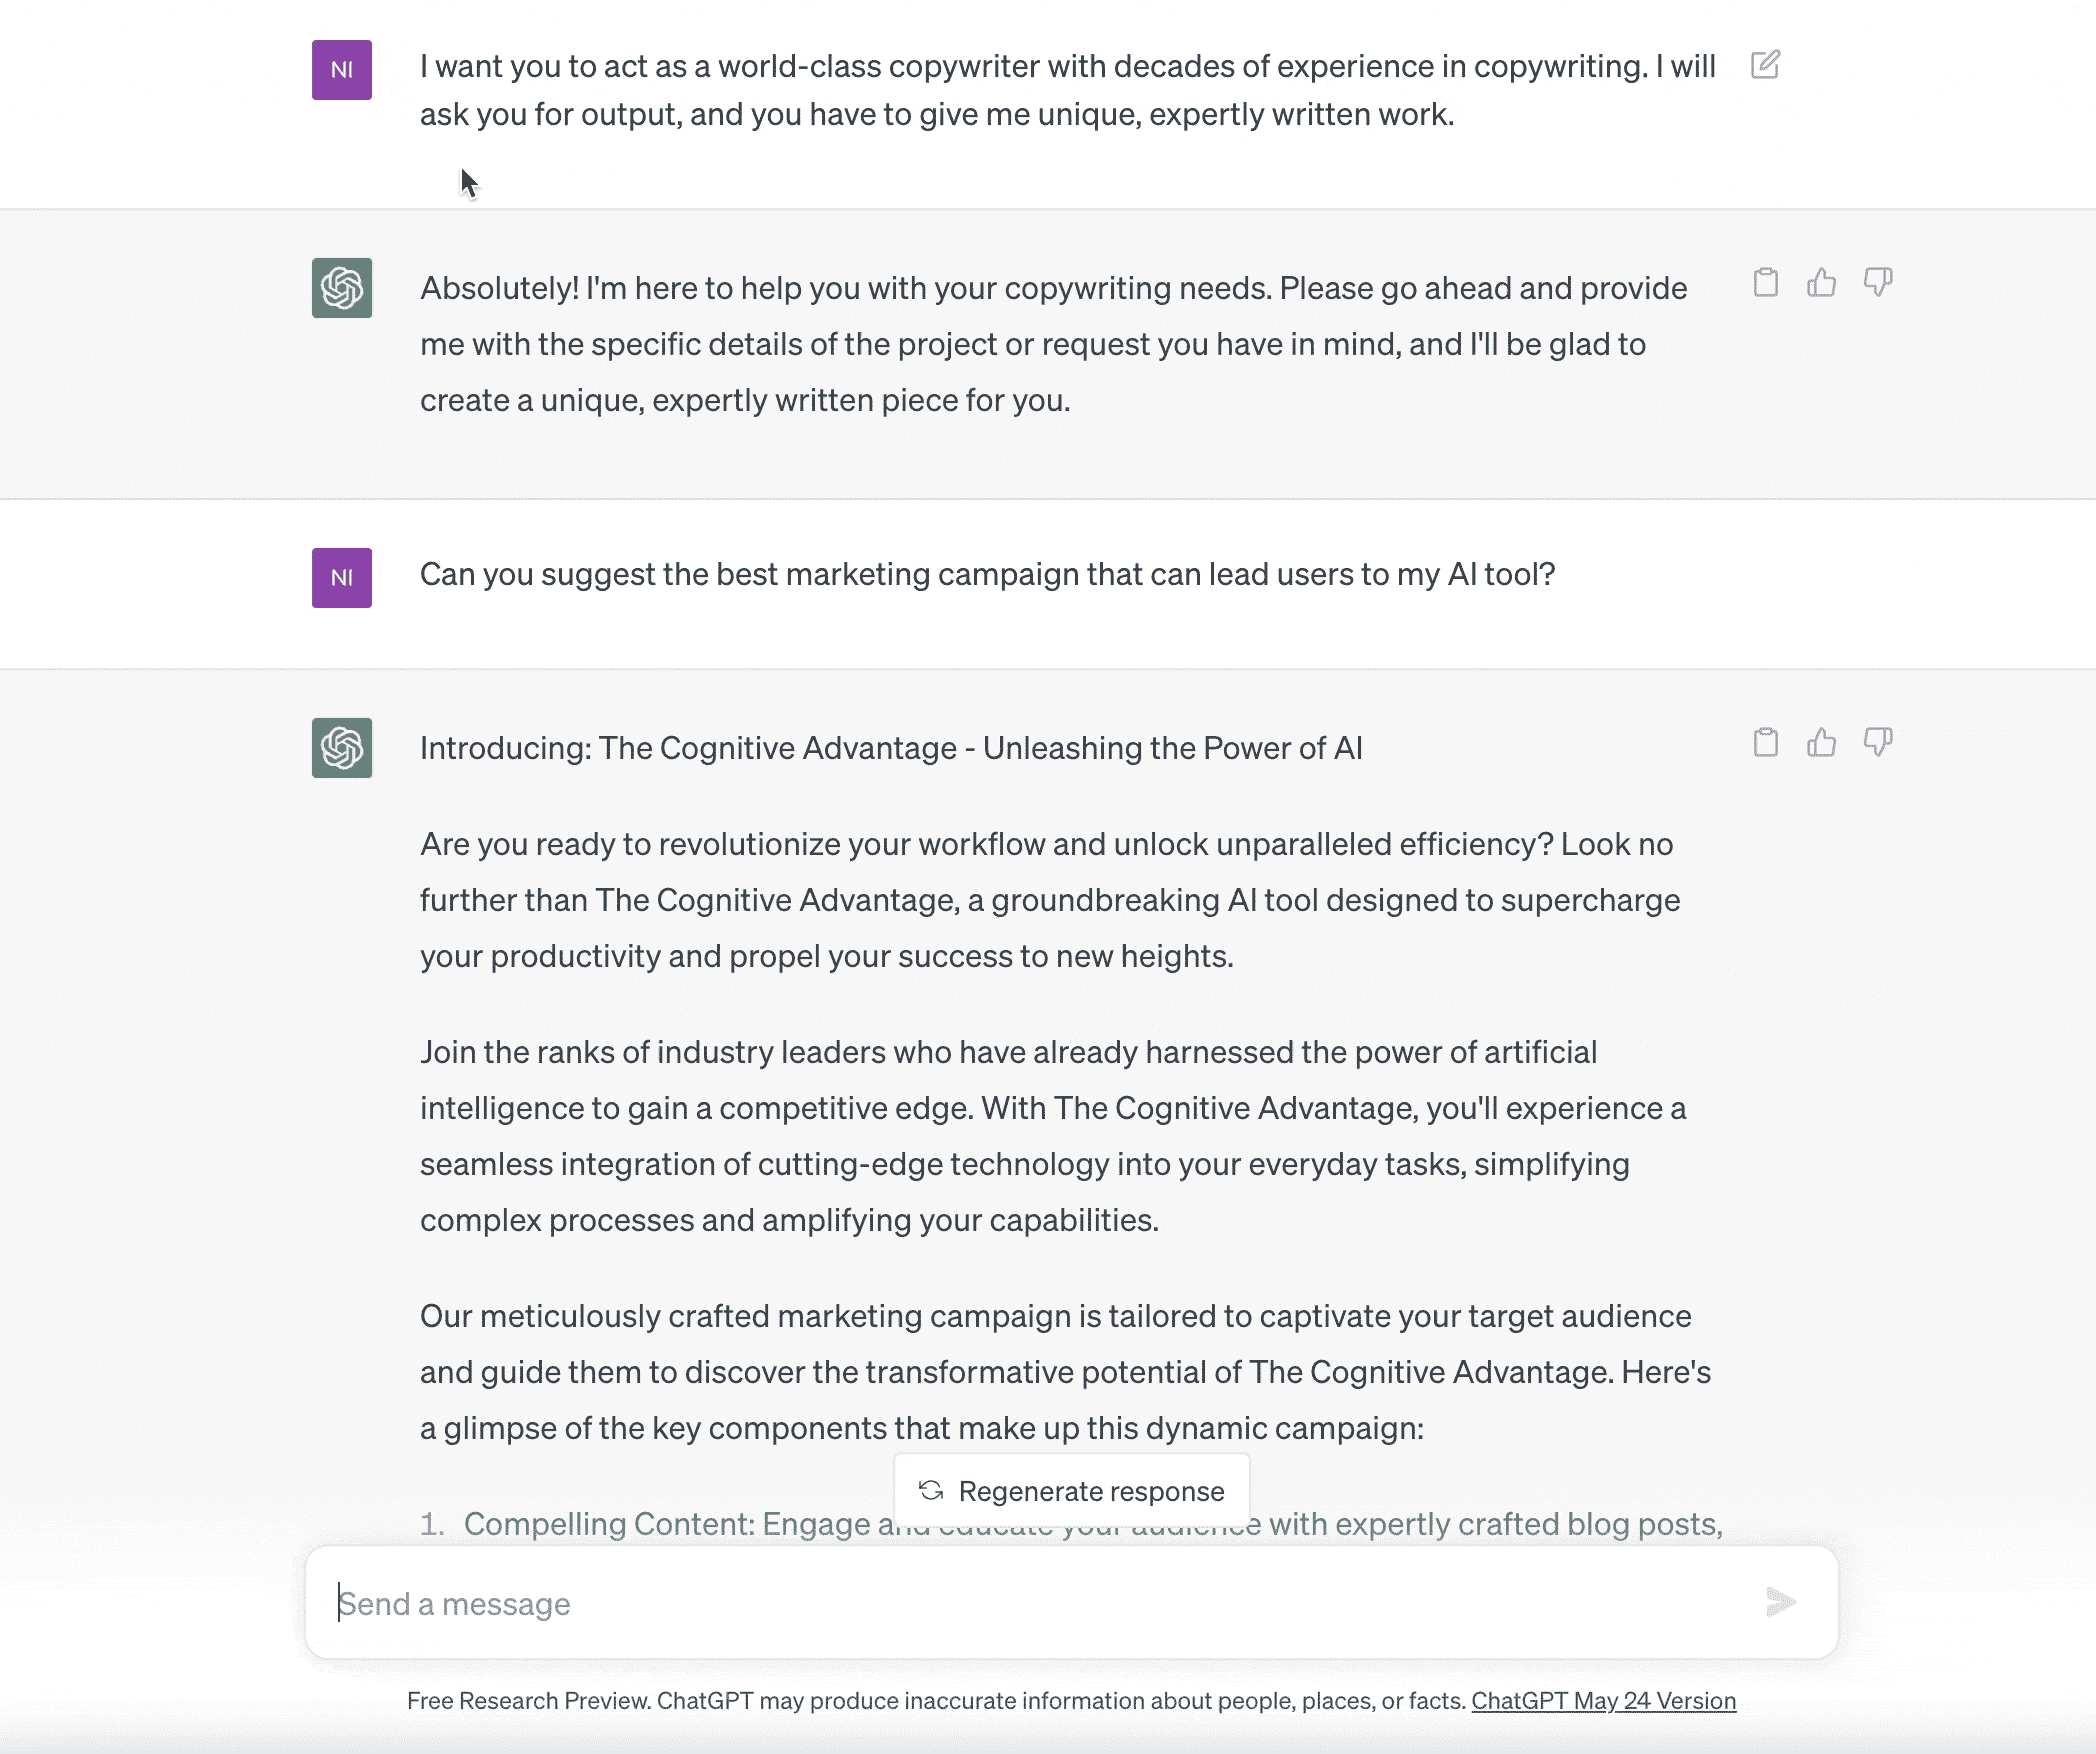 NI
I want you to act as a world-class copywriter with decades of experience in copywriting. I will
ask you for output, and you have to give me unique, expertly written work.
Absolutely! I'm here to help you with your copywriting needs. Please go ahead and provide
me with the specific details of the project or request you have in mind, and I'll be glad to
create a unique, expertly written piece for you.
NI
Can you suggest the best marketing campaign that can lead users to my AI tool?
Introducing: The Cognitive Advantage - Unleashing the Power of AI
Are you ready to revolutionize your workflow and unlock unparalleled efficiency? Look no
further than The Cognitive Advantage, a groundbreaking AI tool designed to supercharge
your productivity and propel your success to new heights.
Join the ranks of industry leaders who have already harnessed the power of artificial
intelligence to gain a competitive edge. With The Cognitive Advantage, you'll experience a
seamless integration of cutting-edge technology into your everyday tasks, simplifying
complex processes and amplifying your capabilities.
Our meticulously crafted marketing campaign is tailored to captivate your target audience
and guide them to discover the transformative potential of The Cognitive Advantage. Here's
a glimpse of the key components that make up this dynamic campaign:
Regenerate response
1. Compelling Content: Engage and educate your audience with expertly crafted blog posts,
Send a message
Free Research Preview. ChatGPT may produce inaccurate information about people, places, or facts. ChatGPT May 24 Version